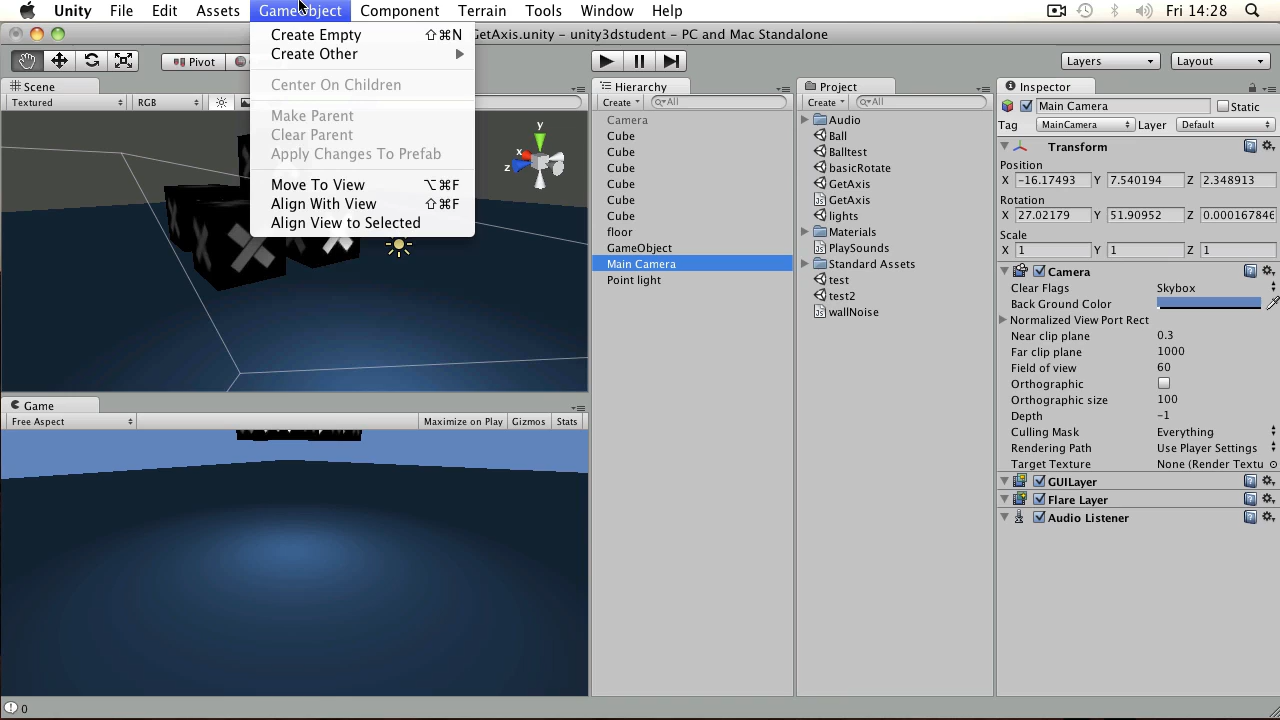 Unity File Edit Assets GameObject Component Terrain Tools Window Help Fri 14:28
GetAxis.unity – unity3dstudent – PC and Mac Standalone
Pivot Layers Layout
Create Empty ⇧⌘N
Create Other
Center On Children
Make Parent
Clear Parent
Apply Changes To Prefab
Move To View ⌥⌘F
Align With View ⇧⌘F
Align View to Selected
Scene
Textured RGB All
y
x
z
Game
Free Aspect Maximize on Play Gizmos Stats
Hierarchy
Create All
Camera
Cube
Cube
Cube
Cube
Cube
Cube
floor
GameObject
Main Camera
Point light
Project
Create All
Audio
Ball
Balltest
basicRotate
GetAxis
GetAxis
lights
Materials
PlaySounds
Standard Assets
test
test2
wallNoise
Inspector
Main Camera Static
Tag MainCamera Layer Default
Transform
Position
X -16.17493 Y 7.540194 Z 2.348913
Rotation
X 27.02179 Y 51.90952 Z 0.000167846
Scale
X 1 Y 1 Z 1
Camera
Clear Flags Skybox
Back Ground Color
Normalized View Port Rect
Near clip plane 0.3
Far clip plane 1000
Field of view 60
Orthographic
Orthographic size 100
Depth -1
Culling Mask Everything
Rendering Path Use Player Settings
Target Texture None (Render Textu
GUILayer
Flare Layer
Audio Listener
0